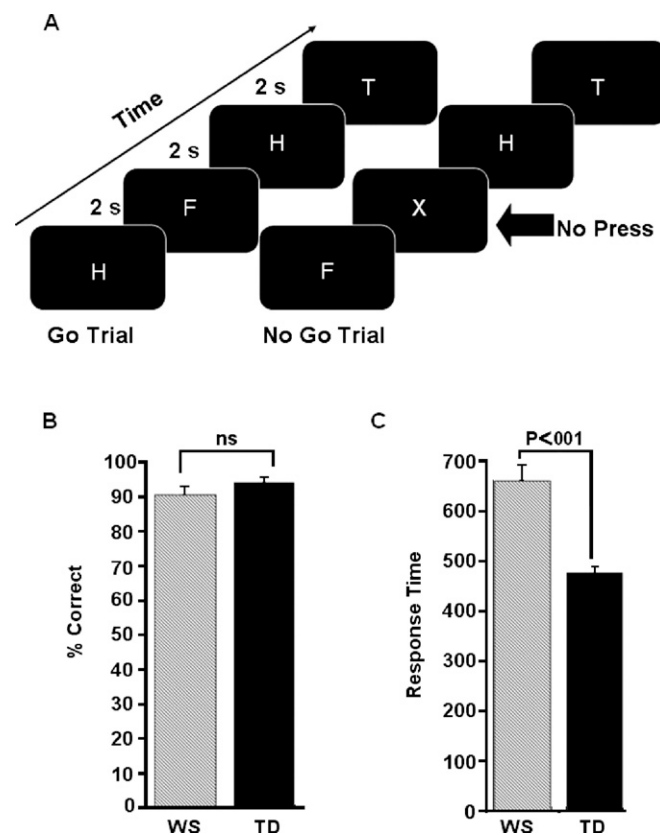 A
Time
2 s
T
T
2 s
H
H
2 s
F
X
No Press
H
F
Go Trial
No Go Trial
B
ns
% Correct
100
90
80
70
60
50
40
30
20
10
0
WS
TD
C
P<001
Response Time
700
600
500
400
300
200
100
0
WS
TD